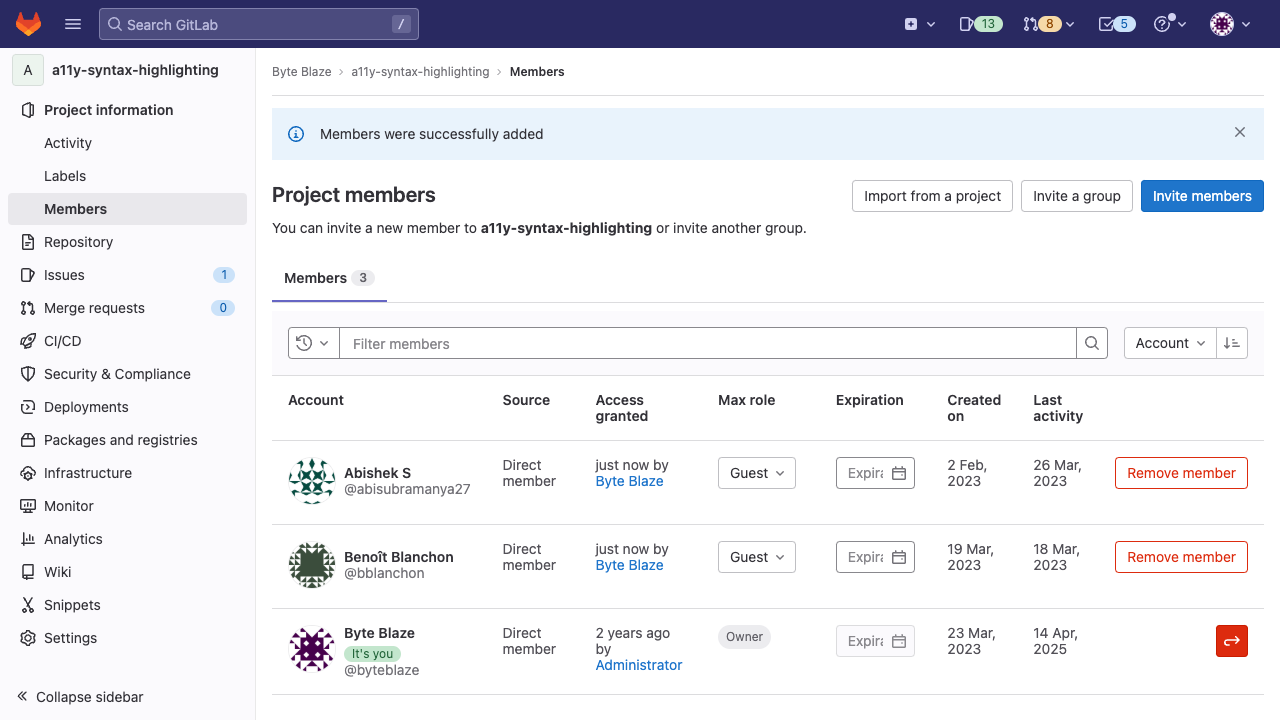 Search GitLab /
13
8
5
A a11y-syntax-highlighting
Project information
Activity
Labels
Members
Repository
Issues 1
Merge requests 0
CI/CD
Security & Compliance
Deployments
Packages and registries
Infrastructure
Monitor
Analytics
Wiki
Snippets
Settings
Collapse sidebar
Byte Blaze a11y-syntax-highlighting Members
Members were successfully added
Project members
Import from a project
Invite a group
Invite members
You can invite a new member to a11y-syntax-highlighting or invite another group.
Members 3
Filter members
Account
Account Source Access granted Max role Expiration Created on Last activity
Abishek S
@abisubramanya27
Direct member
just now by Byte Blaze
Guest
Expira
2 Feb, 2023
26 Mar, 2023
Remove member
Benoît Blanchon
@bblanchon
Direct member
just now by Byte Blaze
Guest
Expira
19 Mar, 2023
18 Mar, 2023
Remove member
Byte Blaze
It's you
@byteblaze
Direct member
2 years ago by Administrator
Owner
Expira
23 Mar, 2023
14 Apr, 2025